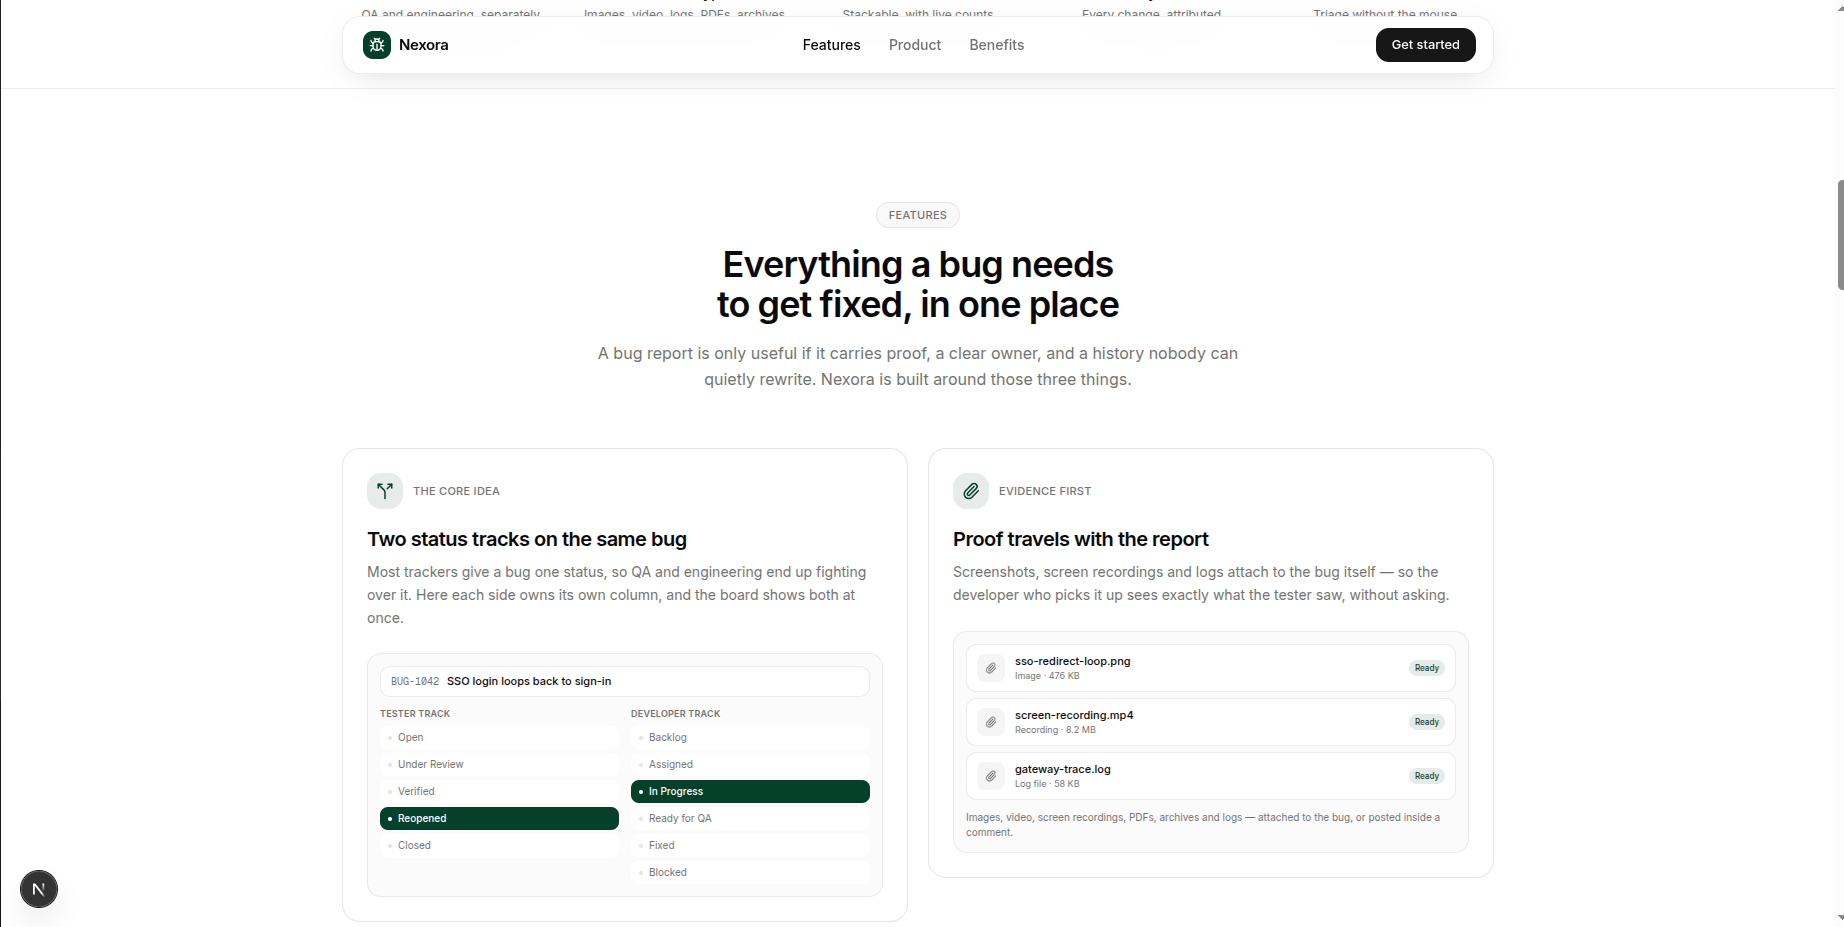 QA and engineering, separately
Images, video, logs, PDFs, archives
Stackable, with live counts
Every change, attributed
Triage without the mouse
Nexora
Features
Product
Benefits
Get started
FEATURES
Everything a bug needs
to get fixed, in one place
A bug report is only useful if it carries proof, a clear owner, and a history nobody can
quietly rewrite. Nexora is built around those three things.
THE CORE IDEA
Two status tracks on the same bug
Most trackers give a bug one status, so QA and engineering end up fighting
over it. Here each side owns its own column, and the board shows both at
once.
BUG-1042 SSO login loops back to sign-in
TESTER TRACK
Open
Under Review
Verified
Reopened
Closed
DEVELOPER TRACK
Backlog
Assigned
In Progress
Ready for QA
Fixed
Blocked
EVIDENCE FIRST
Proof travels with the report
Screenshots, screen recordings and logs attach to the bug itself — so the
developer who picks it up sees exactly what the tester saw, without asking.
sso-redirect-loop.png
Image · 476 KB
Ready
screen-recording.mp4
Recording · 8.2 MB
Ready
gateway-trace.log
Log file · 58 KB
Ready
Images, video, screen recordings, PDFs, archives and logs — attached to the bug, or posted inside a
comment.
N